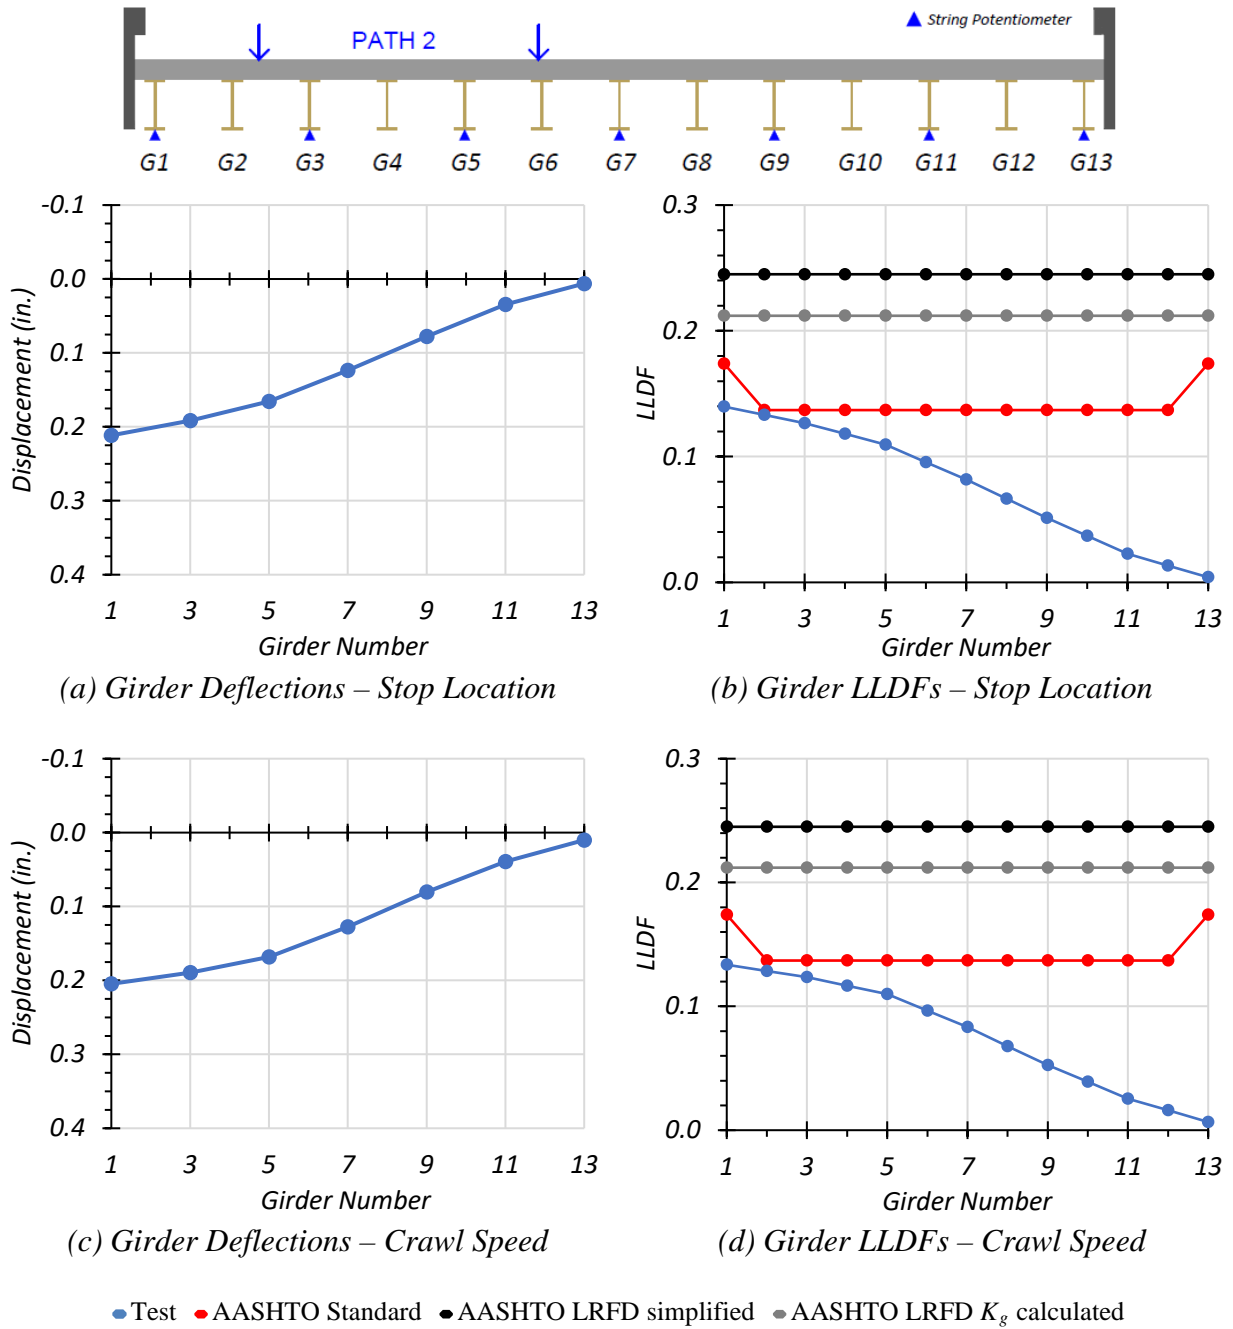 String Potentiometer
PATH 2
G1 G2 G3 G4 G5 G6 G7 G8 G9 G10 G11 G12 G13
-0.1
0.0
0.1
0.2
0.3
0.4
Displacement (in.)
1 3 5 7 9 11 13
Girder Number
(a) Girder Deflections – Stop Location
0.3
0.2
0.1
0.0
LLDF
1 3 5 7 9 11 13
Girder Number
(b) Girder LLDFs – Stop Location
-0.1
0.0
0.1
0.2
0.3
0.4
Displacement (in.)
1 3 5 7 9 11 13
Girder Number
(c) Girder Deflections – Crawl Speed
0.3
0.2
0.1
0.0
LLDF
1 3 5 7 9 11 13
Girder Number
(d) Girder LLDFs – Crawl Speed
Test AASHTO Standard AASHTO LRFD simplified AASHTO LRFD Kg calculated